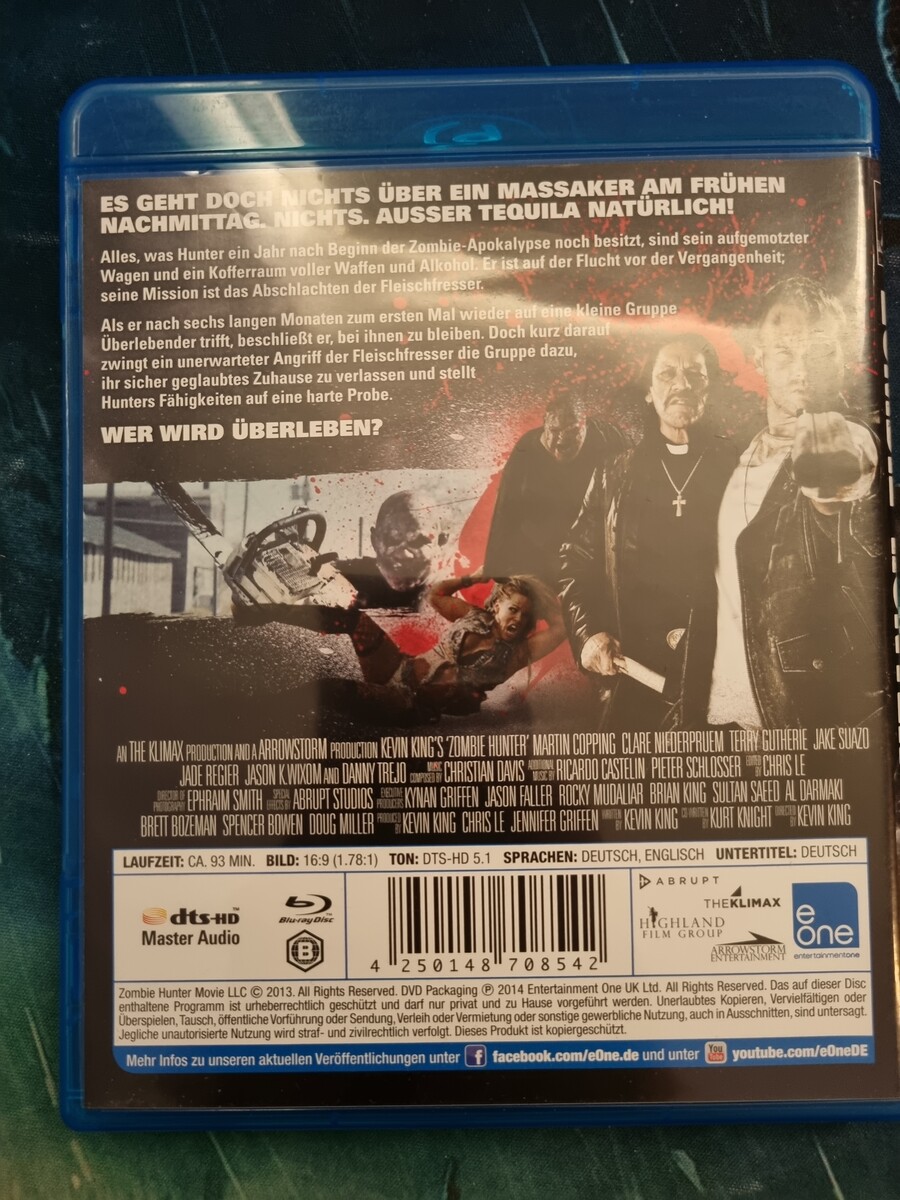 ES GEHT DOCH NICHTS ÜBER EIN MASSAKER AM FRÜHEN
NACHMITTAG. NICHTS. AUSSER TEQUILA NATÜRLICH!
Alles, was Hunter ein Jahr nach Beginn der Zombie-Apokalypse noch besitzt, sind sein aufgemotzter
Wagen und ein Kofferraum voller Waffen und Alkohol. Er ist auf der Flucht vor der Vergangenheit;
seine Mission ist das Abschlachten der Fleischfresser.
Als er nach sechs langen Monaten zum ersten Mal wieder auf eine kleine Gruppe
Überlebender trifft, beschließt er, bei ihnen zu bleiben. Doch kurz darauf
zwingt ein unerwarteter Angriff der Fleischfresser die Gruppe dazu,
ihr sicher geglaubtes Zuhause zu verlassen und stellt
Hunters Fähigkeiten auf eine harte Probe.
WER WIRD ÜBERLEBEN?
AN THE KLIMAX PRODUCTION AND A ARROWSTORM PRODUCTION KEVIN KING'S 'ZOMBIE HUNTER' MARTIN COPPING CLARE NIEDERPRUEM TERRY GUTHERIE JAKE SUAZO
JADE REGIER JASON K.WIXOM AND DANNY TREJO MUSIC COMPOSED BY CHRISTIAN DAVIS ADDITIONAL MUSIC BY RICARDO CASTELIN PIETER SCHLOSSER EDITED BY CHRIS LE
DIRECTOR OF PHOTOGRAPHY EPHRAIM SMITH SPECIAL EFFECTS BY ABRUPT STUDIOS EXECUTIVE PRODUCERS KYNAN GRIFFEN JASON FALLER ROCKY MUDALIAR BRIAN KING SULTAN SAEED AL DARMAKI
BRETT BOZEMAN SPENCER BOWEN DOUG MILLER PRODUCED BY KEVIN KING CHRIS LE JENNIFER GRIFFEN WRITTEN BY KEVIN KING CO-WRITTEN BY KURT KNIGHT DIRECTED BY KEVIN KING
LAUFZEIT: CA. 93 MIN. BILD: 16:9 (1.78:1) TON: DTS-HD 5.1 SPRACHEN: DEUTSCH, ENGLISCH UNTERTITEL: DEUTSCH
dts-HD™
Master Audio
Blu-ray Disc
B
4 250148 708542
ABRUPT
THEKLIMAX
HIGHLAND
FILM GROUP
ARROWSTORM
ENTERTAINMENT
e
one
entertainmentone
Zombie Hunter Movie LLC © 2013. All Rights Reserved. DVD Packaging ℗ 2014 Entertainment One UK Ltd. All Rights Reserved. Das auf dieser Disc
enthaltene Programm ist urheberrechtlich geschützt und darf nur privat und zu Hause vorgeführt werden. Unerlaubtes Kopieren, Vervielfältigen oder
Überspielen, Tausch, öffentliche Vorführung oder Sendung, Verleih oder Vermietung oder sonstige gewerbliche Nutzung, auch in Ausschnitten, sind untersagt.
Jegliche unautorisierte Nutzung wird straf- und zivilrechtlich verfolgt. Dieses Produkt ist kopiergeschützt.
Mehr Infos zu unseren aktuellen Veröffentlichungen unter f facebook.com/eOne.de und unter You Tube youtube.com/eOneDE